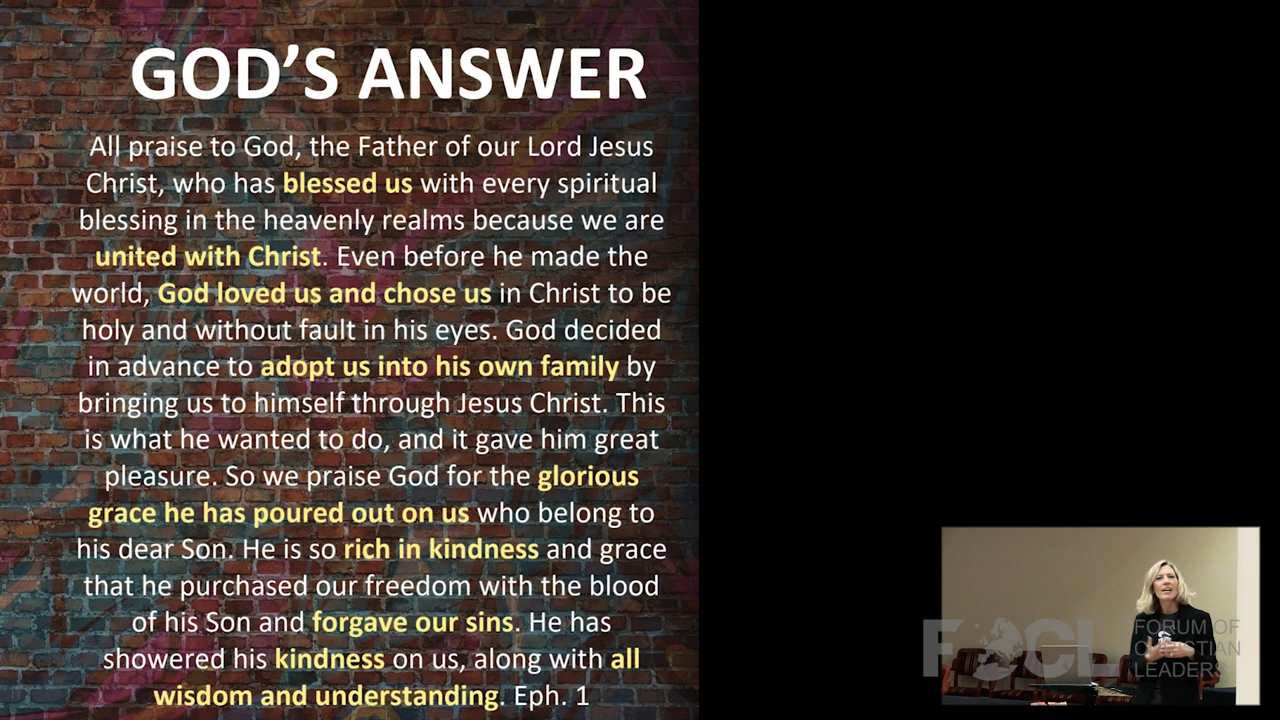 GOD’S ANSWER
All praise to God, the Father of our Lord Jesus
Christ, who has blessed us with every spiritual
blessing in the heavenly realms because we are
united with Christ. Even before he made the
world, God loved us and chose us in Christ to be
holy and without fault in his eyes. God decided
in advance to adopt us into his own family by
bringing us to himself through Jesus Christ. This
is what he wanted to do, and it gave him great
pleasure. So we praise God for the glorious
grace he has poured out on us who belong to
his dear Son. He is so rich in kindness and grace
that he purchased our freedom with the blood
of his Son and forgave our sins. He has
showered his kindness on us, along with all
wisdom and understanding. Eph. 1
FOCL
FORUM OF
CHRISTIAN
LEADERS